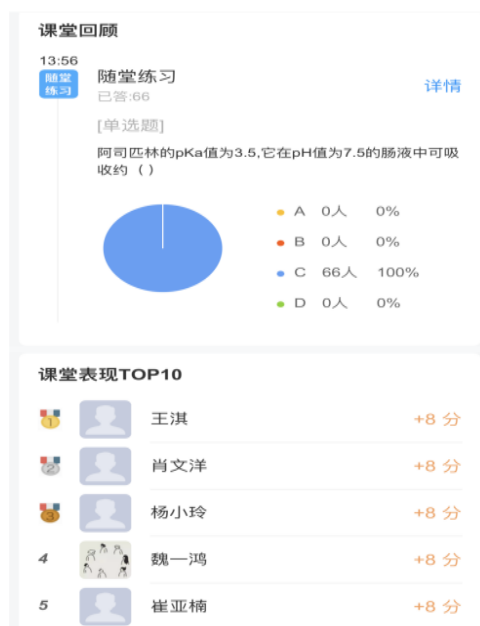 课堂回顾
13:56
随堂练习
随堂练习
详情
已答:66
[单选题]
阿司匹林的pKa值为3.5,它在pH值为7.5的肠液中可吸
收约（ ）
A 0人 0%
B 0人 0%
C 66人 100%
D 0人 0%
课堂表现TOP10
1 王淇 +8 分
2 肖文洋 +8 分
3 杨小玲 +8 分
4 魏一鸿 +8 分
5 崔亚楠 +8 分